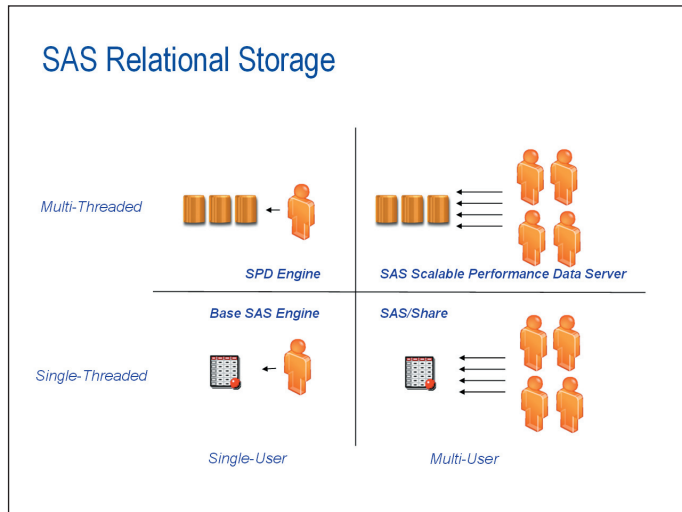 SAS Relational Storage
Multi-Threaded
SPD Engine
SAS Scalable Performance Data Server
Base SAS Engine
SAS/Share
Single-Threaded
Single-User
Multi-User